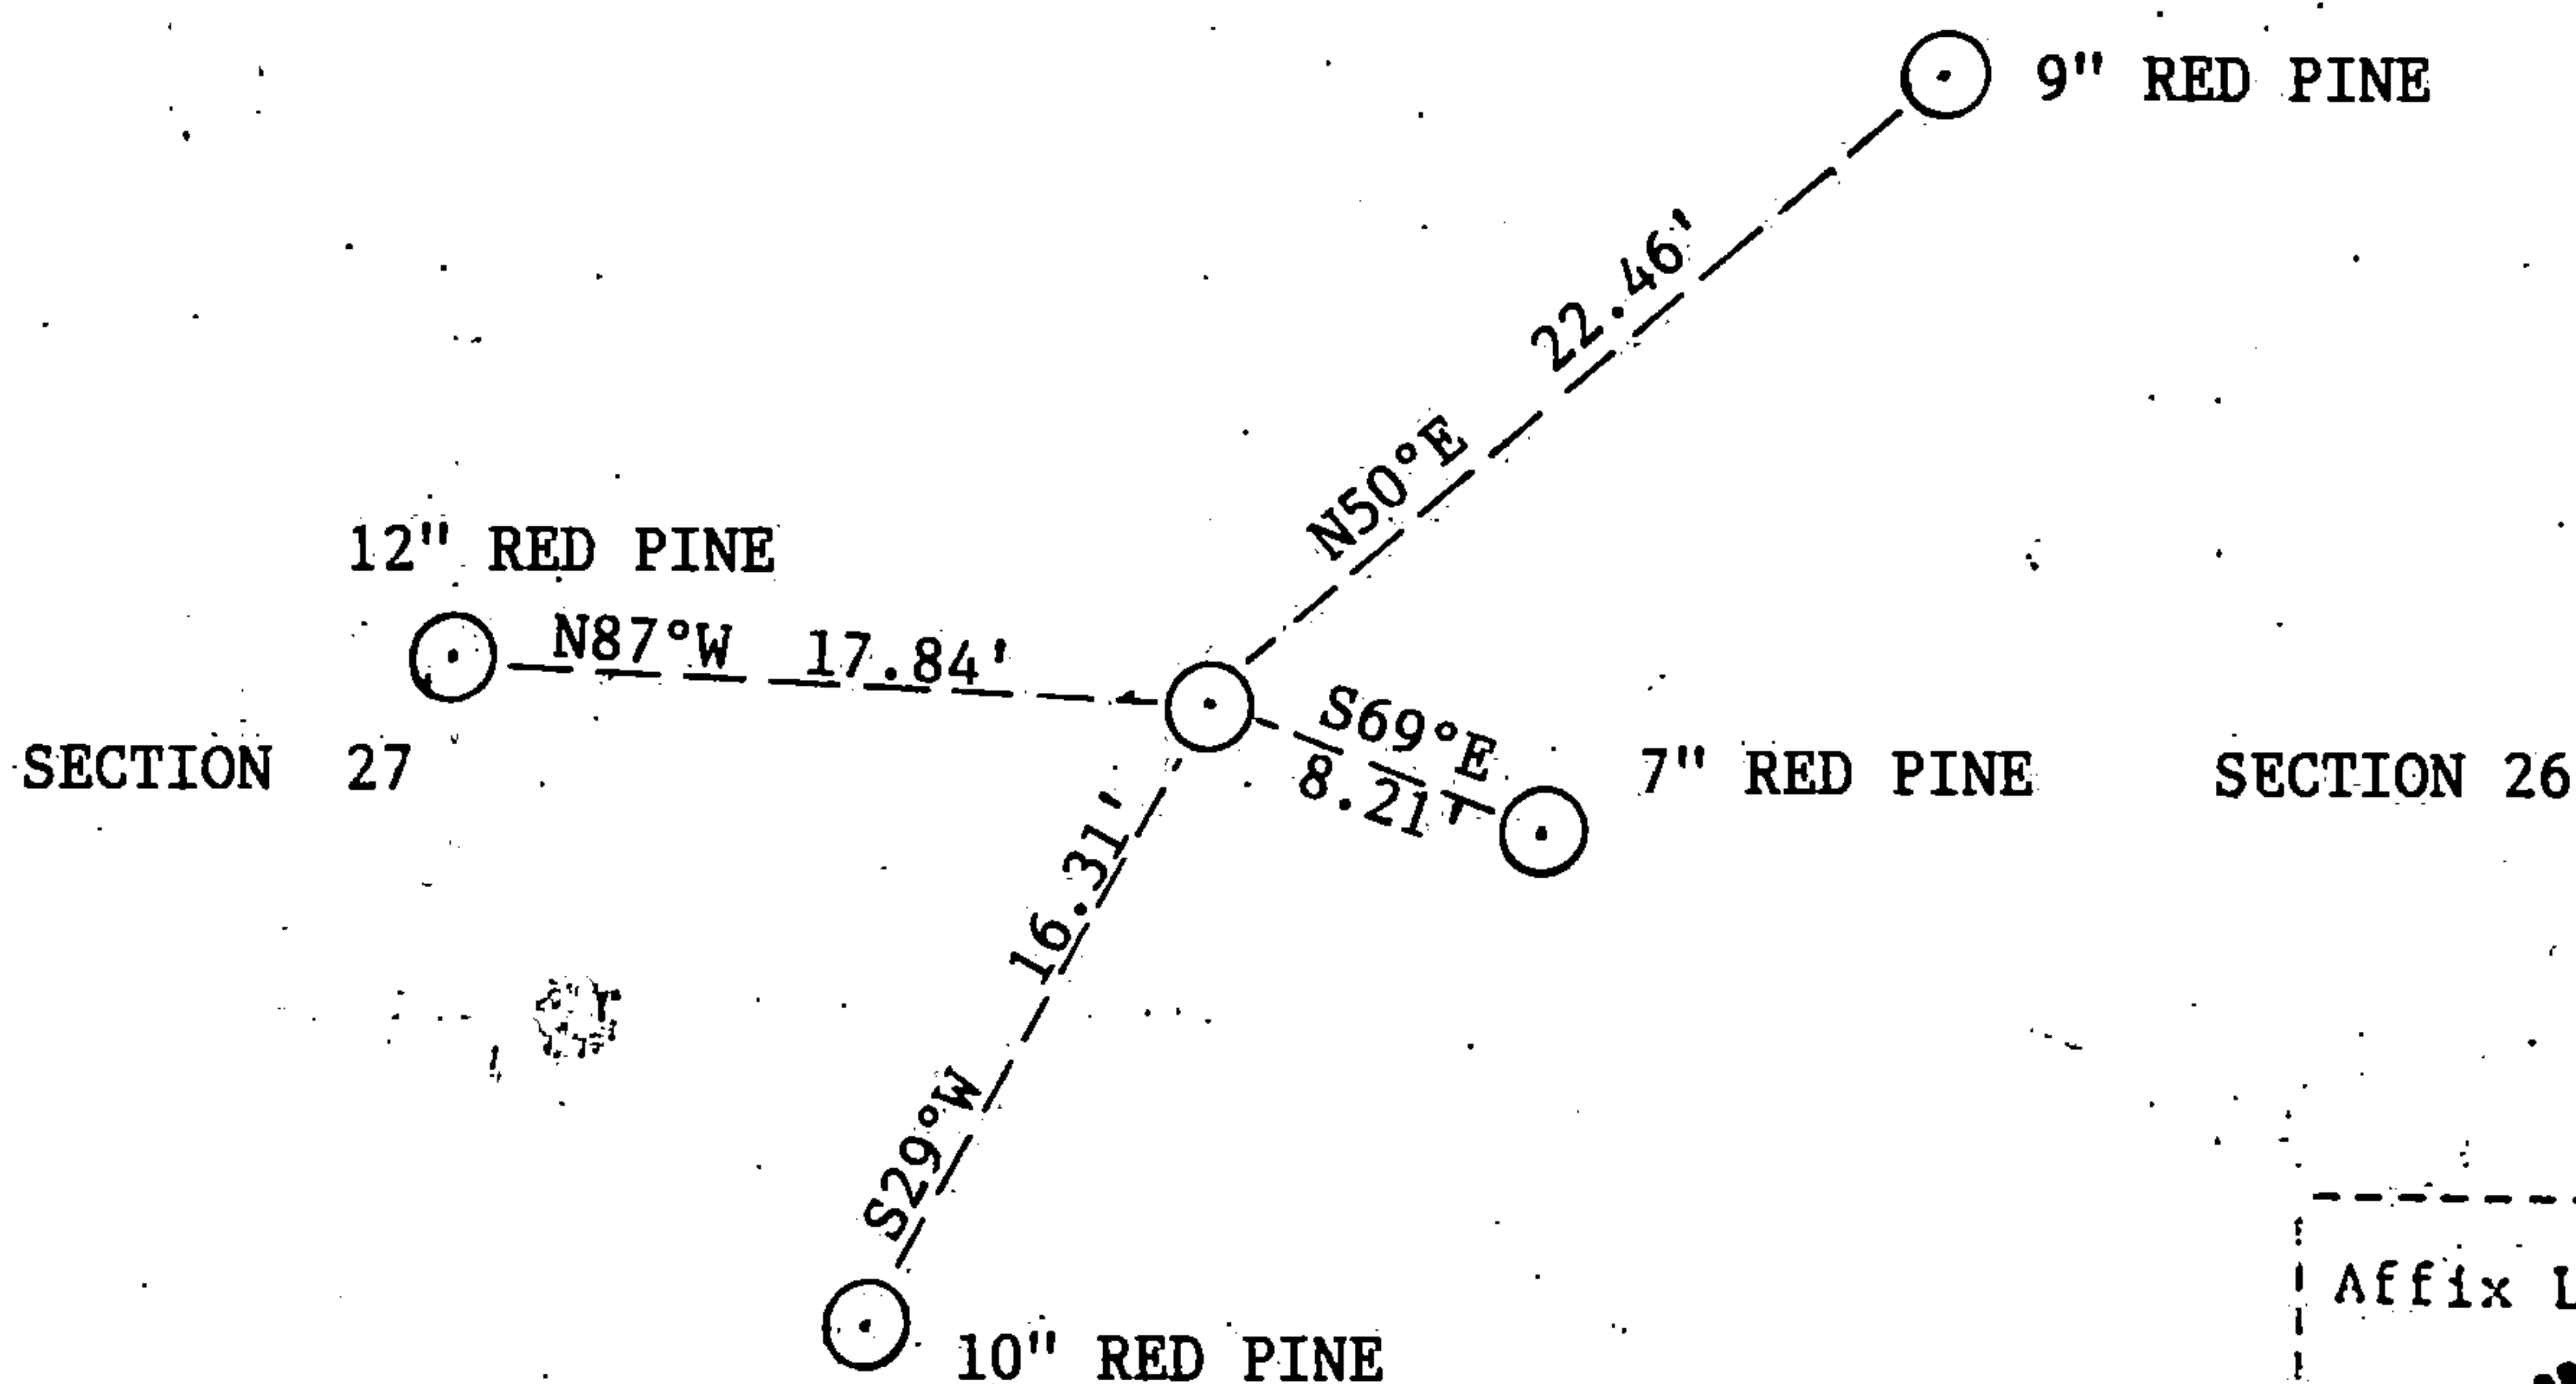 9" RED PINE
22.46'
N50°E
12" RED PINE
N87°W 17.84'
S69°E
8.21'
SECTION 27
7" RED PINE
SECTION 26
16.31'
S29°W
Affix L
10" RED PINE